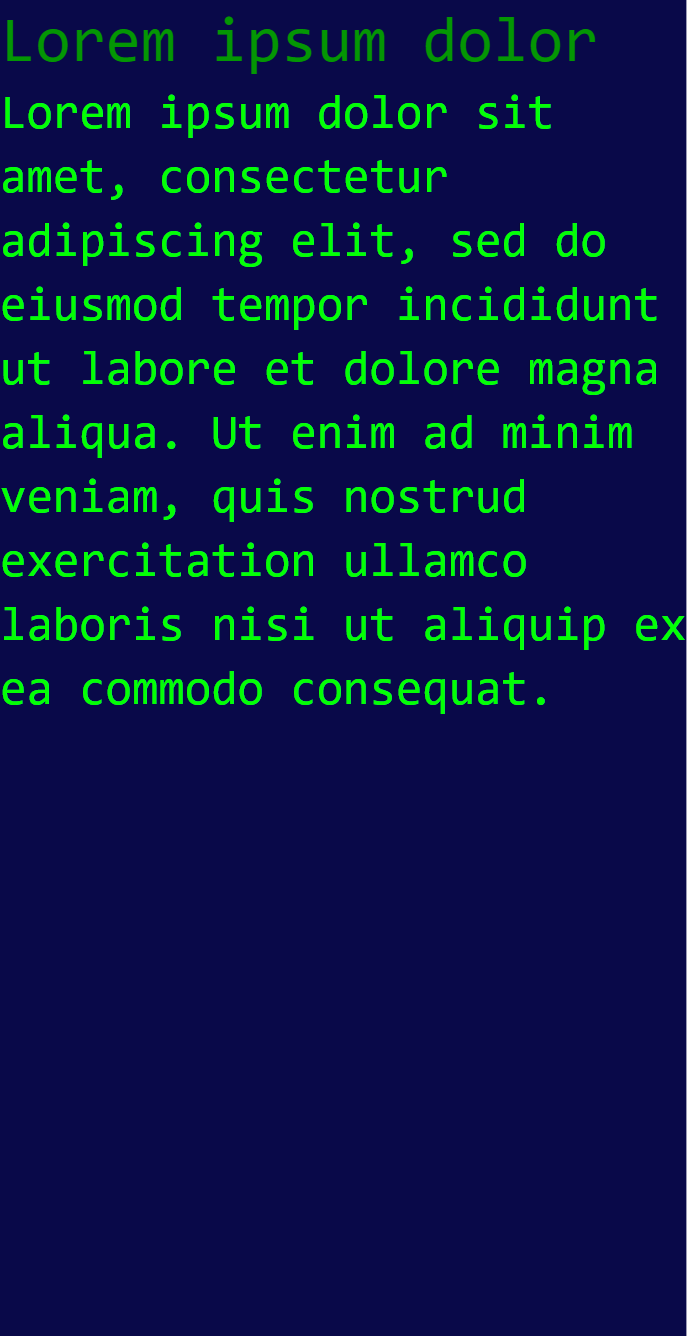 Lorem ipsum dolor
Lorem ipsum dolor sit
amet, consectetur
adipiscing elit, sed do
eiusmod tempor incididunt
ut labore et dolore magna
aliqua. Ut enim ad minim
veniam, quis nostrud
exercitation ullamco
laboris nisi ut aliquip ex
ea commodo consequat.